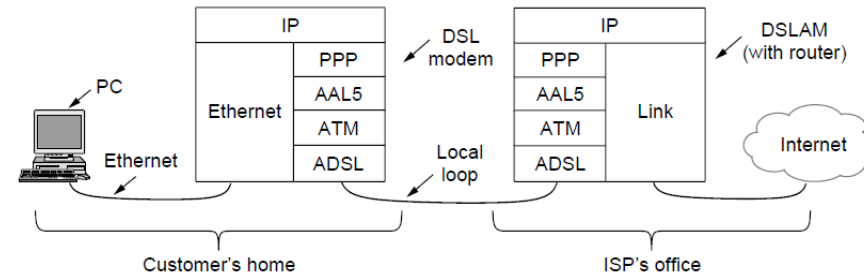 IP
PPP
AAL5
ATM
ADSL
Ethernet
DSL
modem
PC
Ethernet
Local
loop
IP
PPP
AAL5
ATM
ADSL
Link
DSLAM
(with router)
Internet
Customer's home
ISP's office